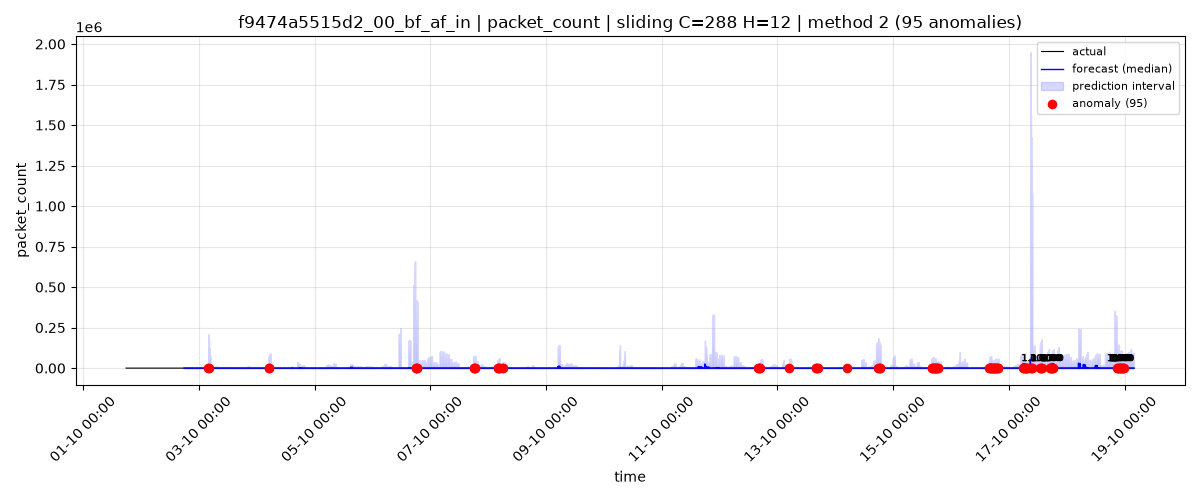 f9474a5515d2_00_bf_af_in | packet_count | sliding C=288 H=12 | method 2 (95 anomalies)
1e6
2.00
1.75
1.50
1.25
1.00
0.75
0.50
0.25
0.00
packet_count
actual
forecast (median)
prediction interval
anomaly (95)
01-10 00:00
03-10 00:00
05-10 00:00
07-10 00:00
09-10 00:00
11-10 00:00
13-10 00:00
15-10 00:00
17-10 00:00
19-10 00:00
time